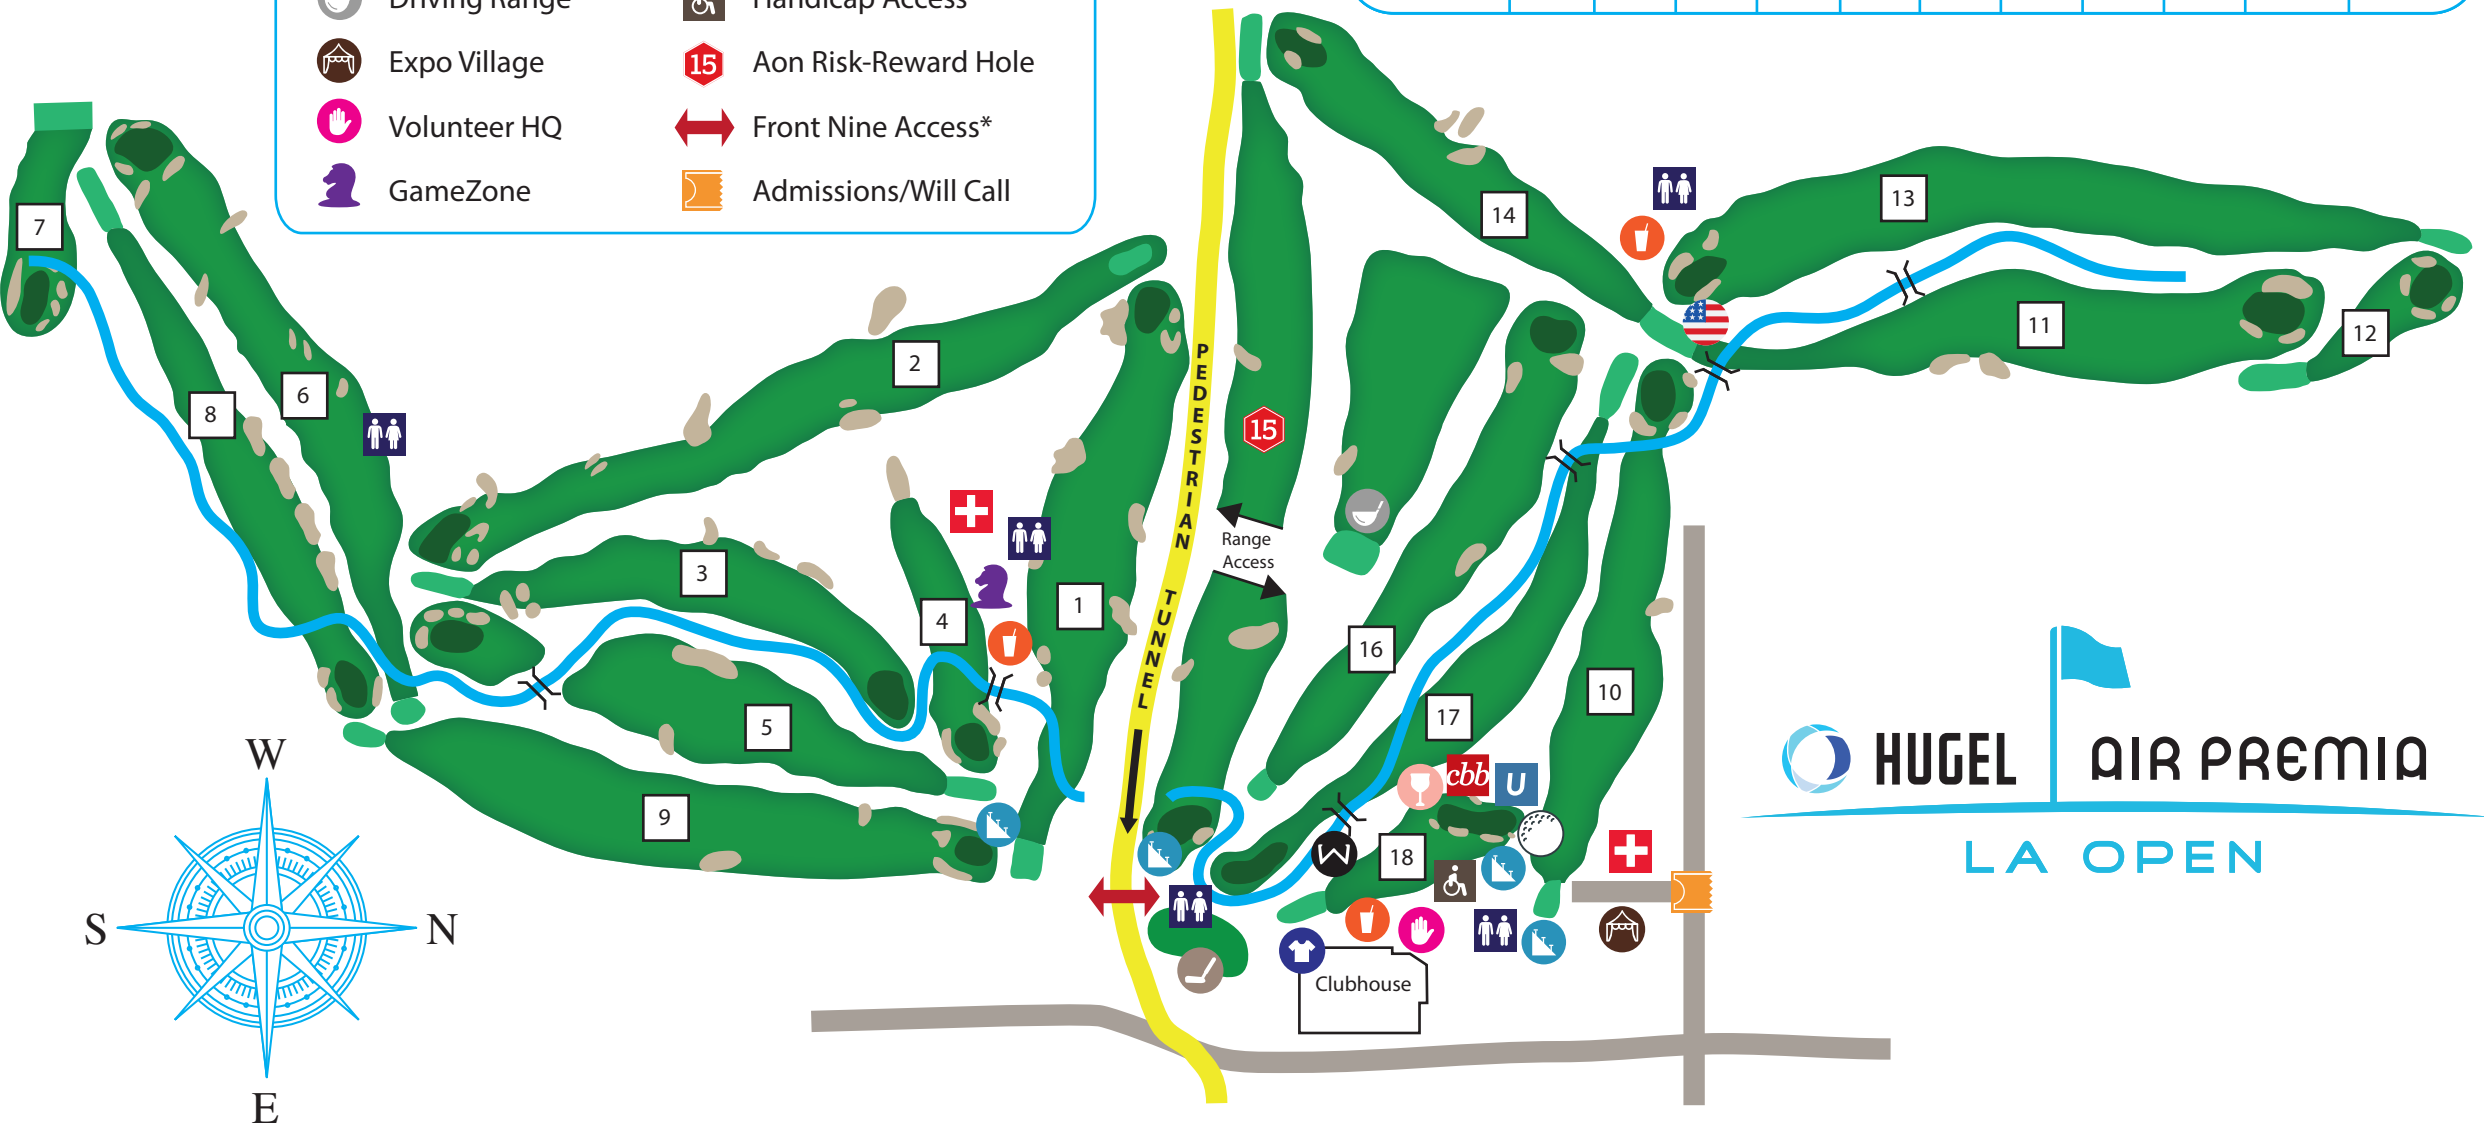 Driving Range
Handicap Access
Expo Village
15
Aon Risk-Reward Hole
Volunteer HQ
Front Nine Access*
GameZone
Admissions/Will Call
7
8
6
2
3
4
1
5
9
PEDESTRIAN TUNNEL
15
Range
Access
14
13
11
12
16
17
10
18
cbb
U
W
Clubhouse
W
S
N
E
HUGEL
AIR PREMIA
LA OPEN